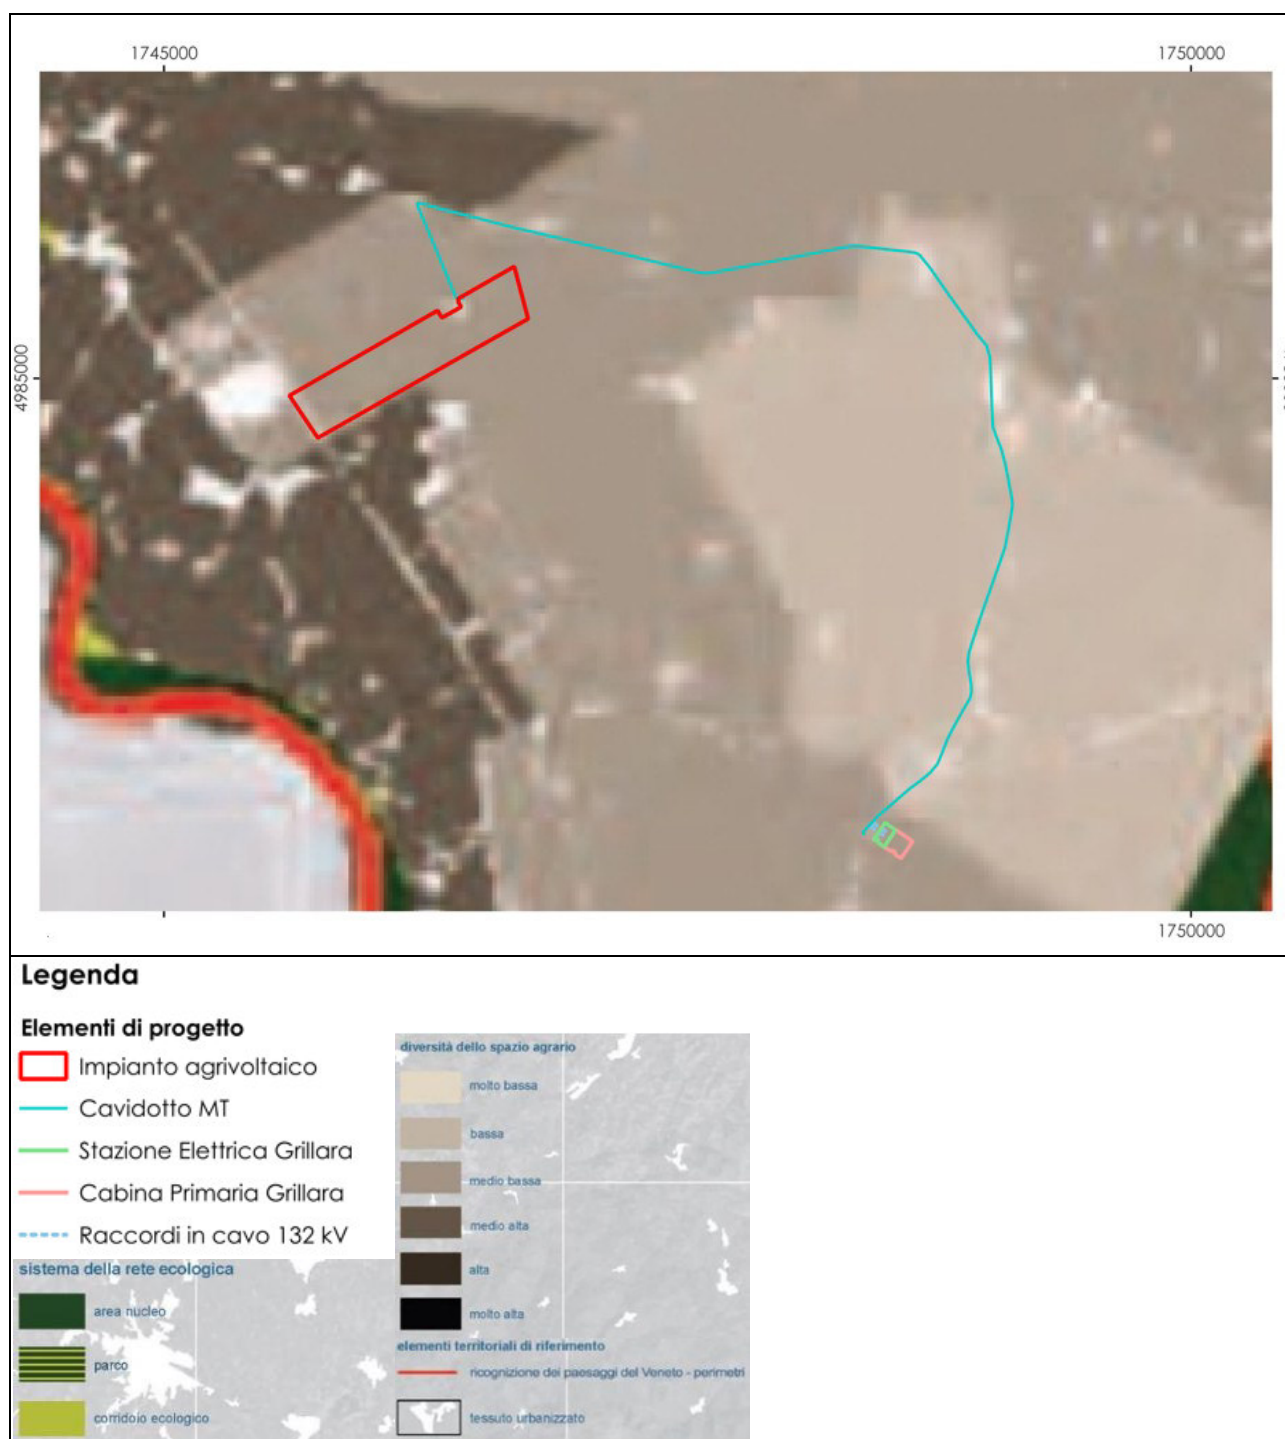 1745000 1750000
4985000
1750000
Legenda
Elementi di progetto
Impianto agrivoltaico
Cavidotto MT
Stazione Elettrica Grillara
Cabina Primaria Grillara
Raccordi in cavo 132 kV
sistema della rete ecologica
area nucleo
parco
corridoio ecologico
diversità dello spazio agrario
molto bassa
bassa
medio bassa
medio alta
alta
molto alta
elementi territoriali di riferimento
ricognizione dei paesaggi del Veneto - perimetri
tessuto urbanizzato